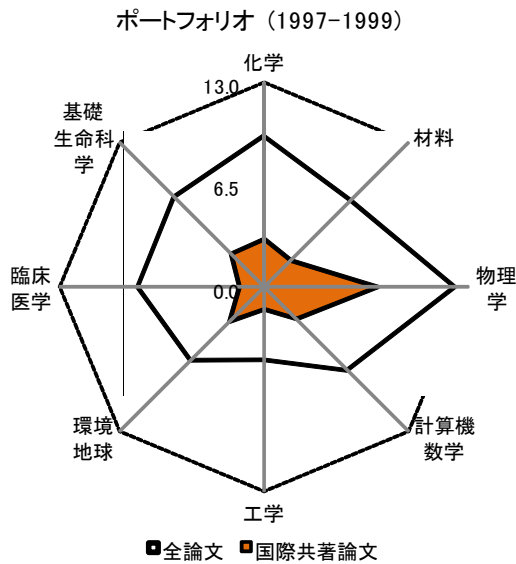 ポートフォリオ (1997-1999)
化学
13.0
基礎
生命科
学
材料
6.5
臨床
医学
0.0
物理
学
環境
地球
計算機
数学
工学
全論文 国際共著論文